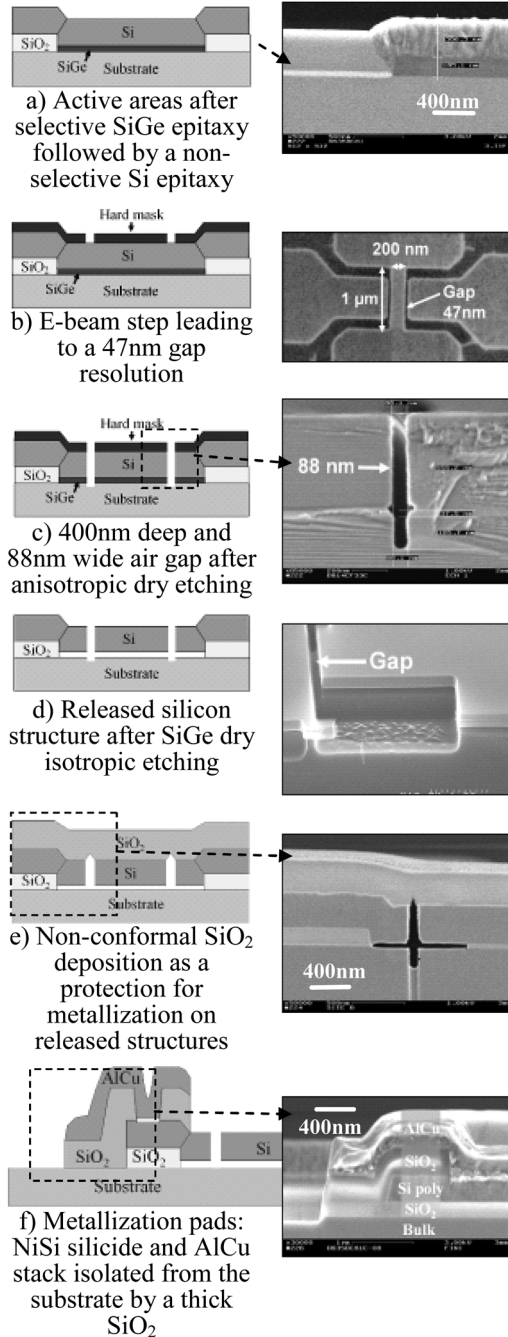 Si
SiO2
SiGe
Substrate
400nm
a) Active areas after
selective SiGe epitaxy
followed by a non-
selective Si epitaxy
Hard mask
Si
SiO2
SiGe
Substrate
200 nm
1 µm
Gap
47nm
b) E-beam step leading
to a 47nm gap
resolution
Hard mask
Si
SiO2
SiGe
Substrate
88 nm
c) 400nm deep and
88nm wide air gap after
anisotropic dry etching
Si
SiO2
Substrate
Gap
d) Released silicon
structure after SiGe dry
isotropic etching
SiO2
Si
SiO2
Substrate
400nm
e) Non-conformal SiO2
deposition as a
protection for
metallization on
released structures
AlCu
SiO2
SiO2
Si
Substrate
400nm
AlCu
SiO2
Si poly
SiO2
Bulk
f) Metallization pads:
NiSi silicide and AlCu
stack isolated from the
substrate by a thick
SiO2